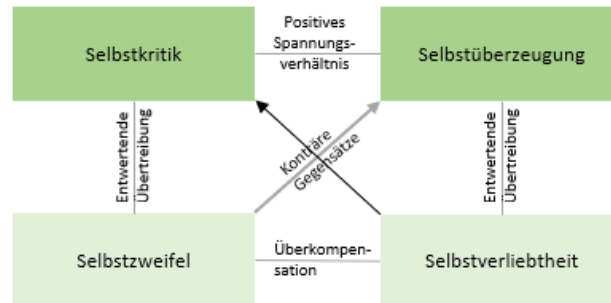 Selbstkritik
Positives
Spannungs-
verhältnis
Selbstüberzeugung
Entwertende
Übertreibung
Konträre
Gegensätze
Entwertende
Übertreibung
Selbstzweifel
Überkompen-
sation
Selbstverliebtheit